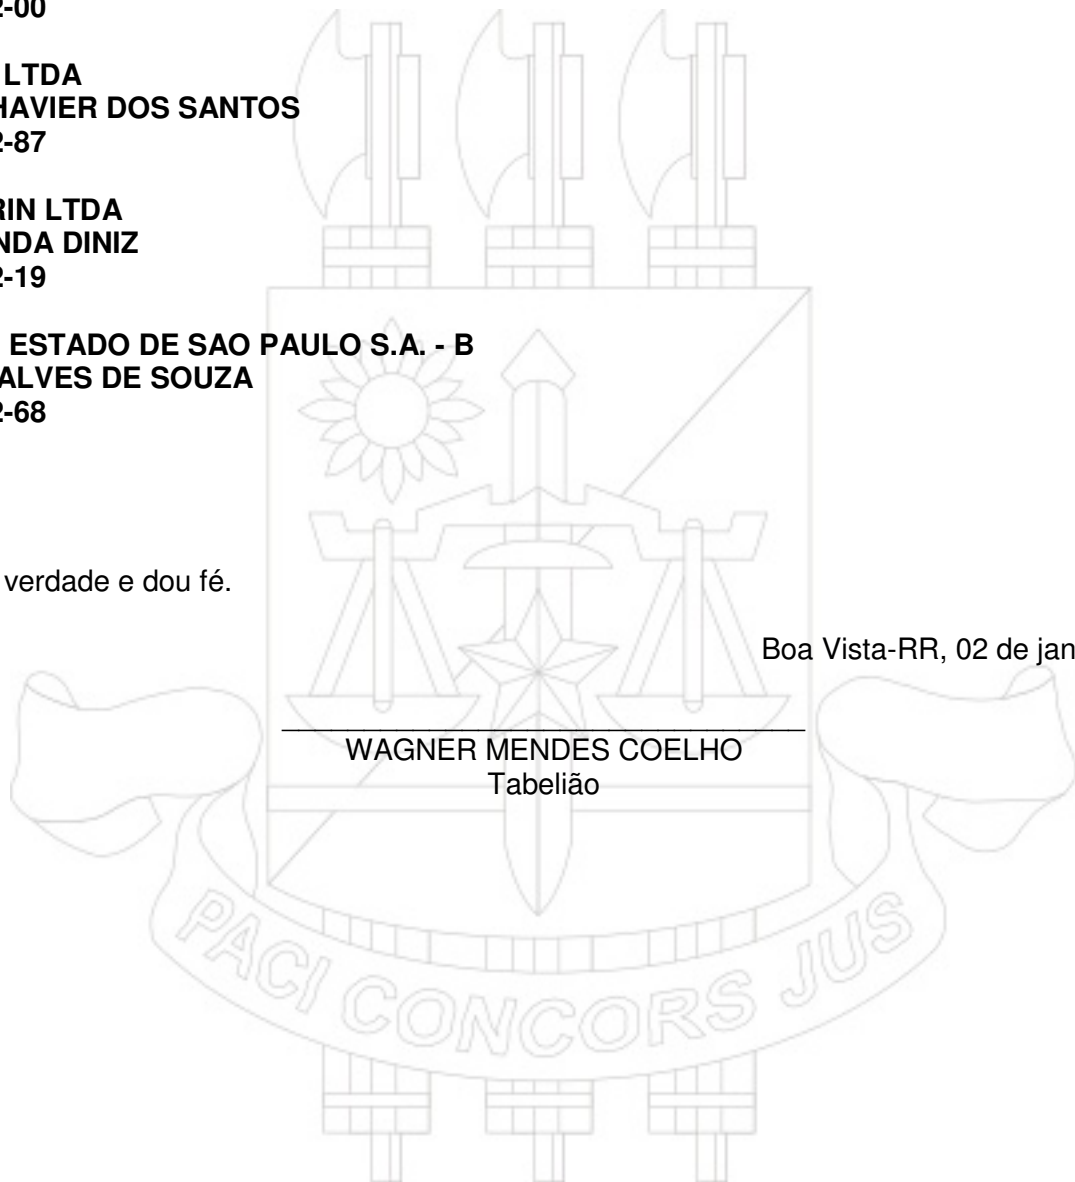 2-00
LTDA
HAVIER DOS SANTOS
2-87
RIN LTDA
NDA DINIZ
2-19
ESTADO DE SAO PAULO S.A. - B
ALVES DE SOUZA
2-68
verdade e dou fé.
Boa Vista-RR, 02 de jan
WAGNER MENDES COELHO
Tabelião
PACI CONCORS JUS